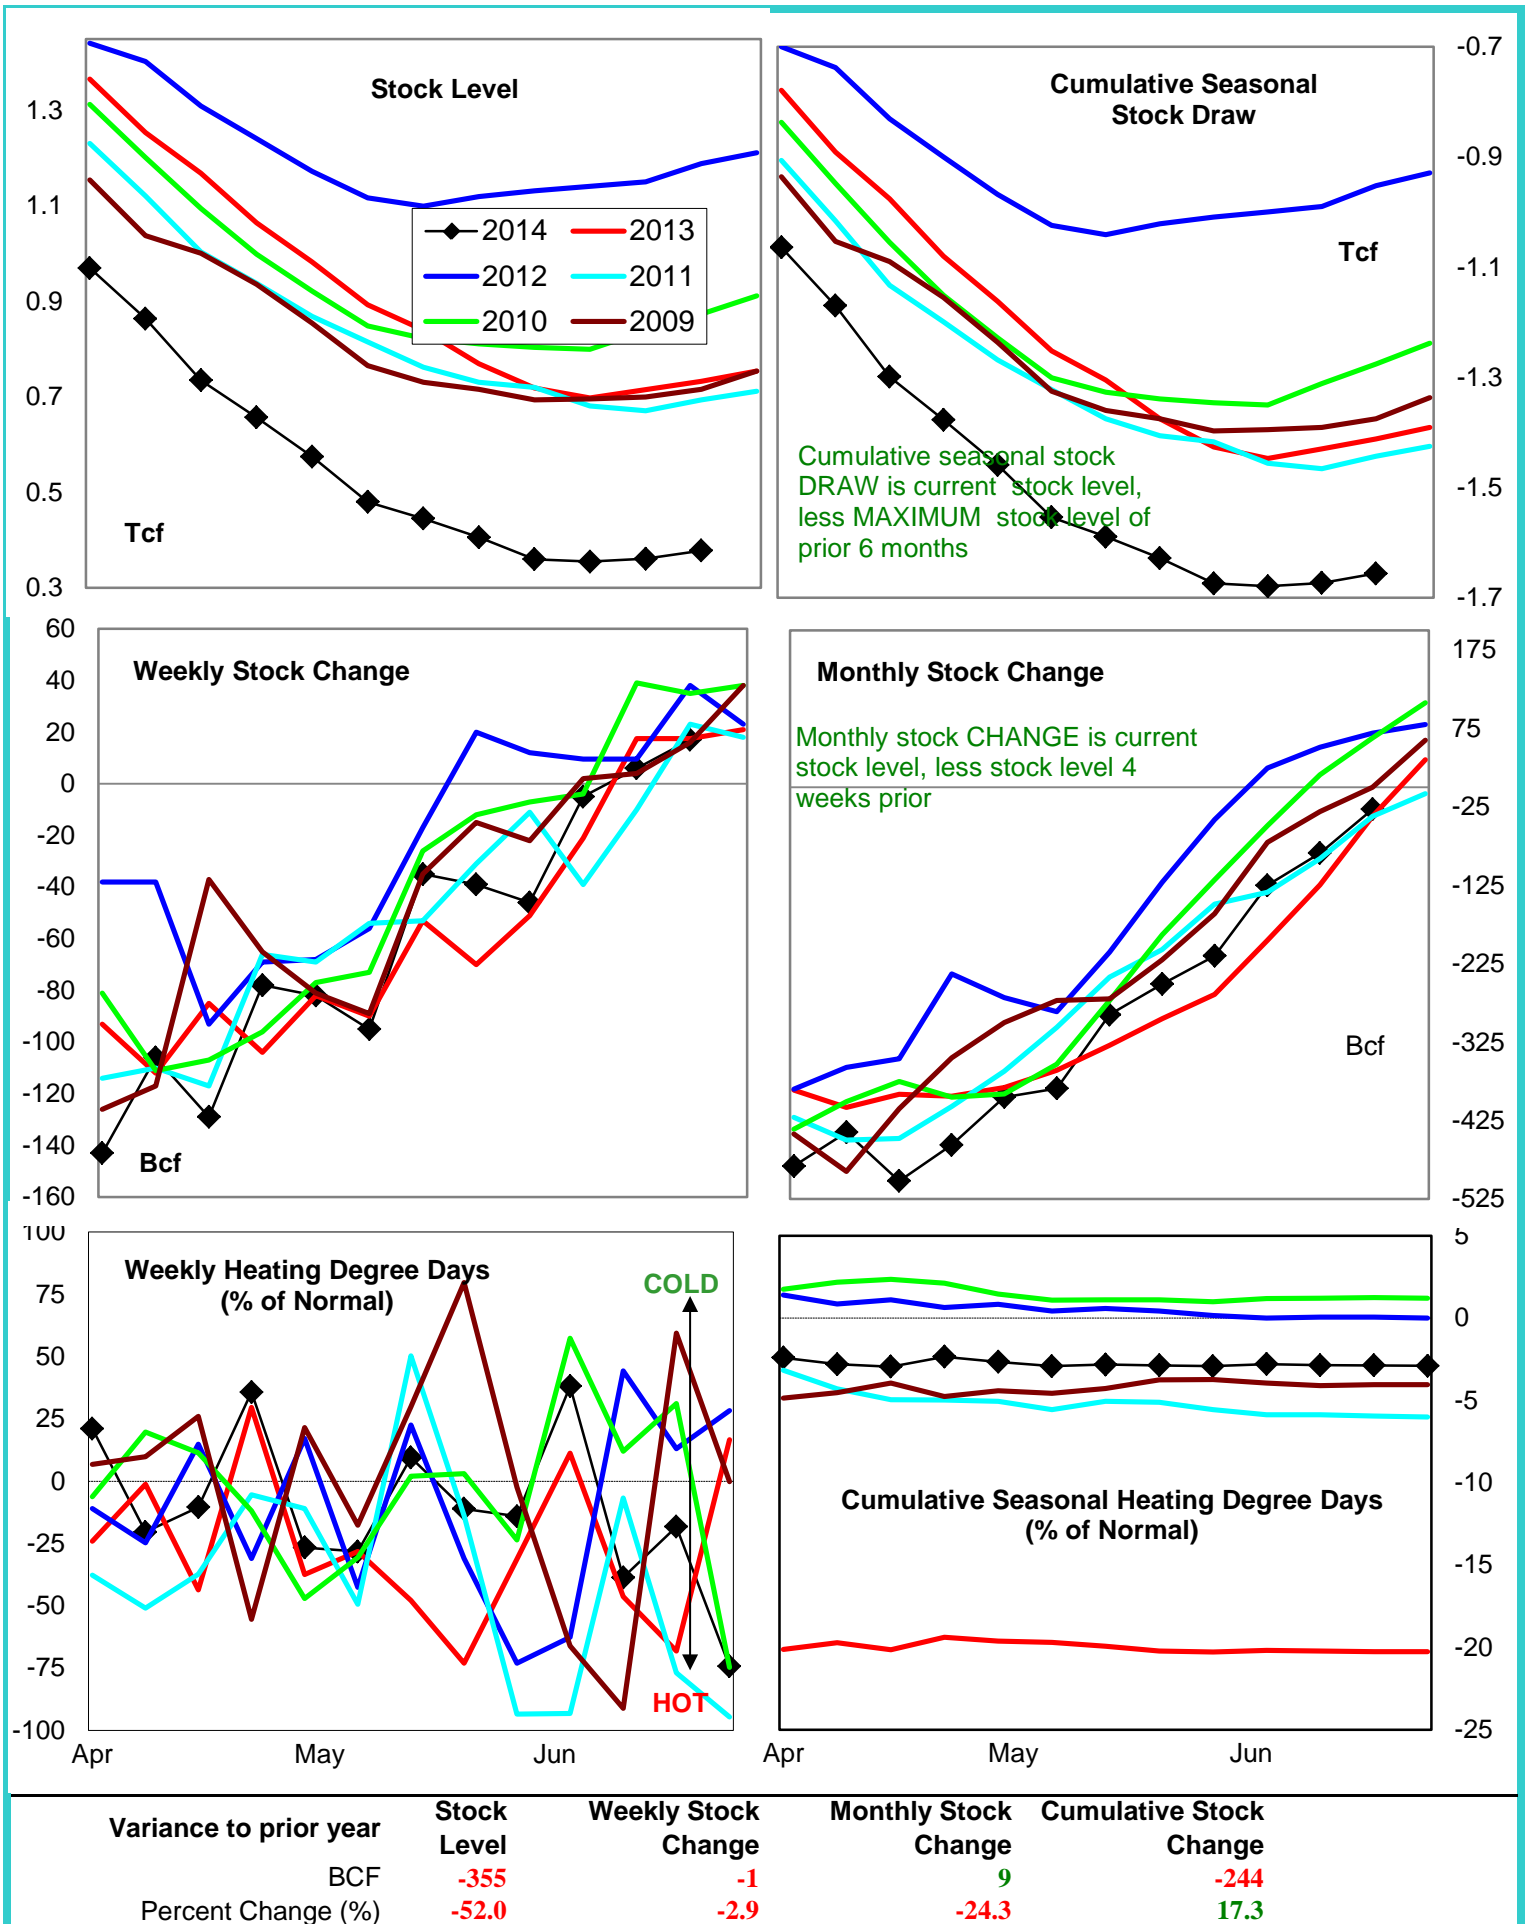 Stock Level
1.3
1.1
0.9
0.7
0.5
0.3
Tcf
2014 2013
2012 2011
2010 2009
Cumulative Seasonal
Stock Draw
-0.7
-0.9
-1.1
-1.3
-1.5
-1.7
Tcf
Cumulative seasonal stock
DRAW is current stock level,
less MAXIMUM stock level of
prior 6 months
Weekly Stock Change
60
40
20
0
-20
-40
-60
-80
-100
-120
-140
-160
Bcf
Monthly Stock Change
Monthly stock CHANGE is current
stock level, less stock level 4
weeks prior
175
75
-25
-125
-225
-325
-425
-525
Bcf
Weekly Heating Degree Days
(% of Normal)
100
75
50
25
0
-25
-50
-75
-100
COLD
HOT
Apr May Jun
5
0
-5
-10
-15
-20
-25
Cumulative Seasonal Heating Degree Days
(% of Normal)
Apr May Jun
Variance to prior year
Stock
Level
Weekly Stock
Change
Monthly Stock
Change
Cumulative Stock
Change
BCF -355 -1 9 -244
Percent Change (%) -52.0 -2.9 -24.3 17.3